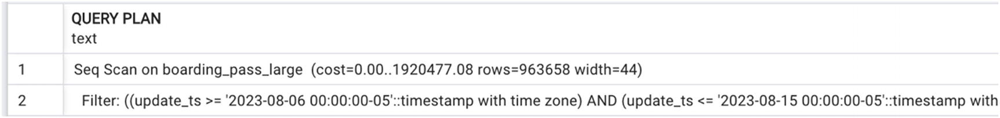 QUERY PLAN
text
1 Seq Scan on boarding_pass_large (cost=0.00..1920477.08 rows=963658 width=44)
2 Filter: ((update_ts >= '2023-08-06 00:00:00-05'::timestamp with time zone) AND (update_ts <= '2023-08-15 00:00:00-05'::timestamp with